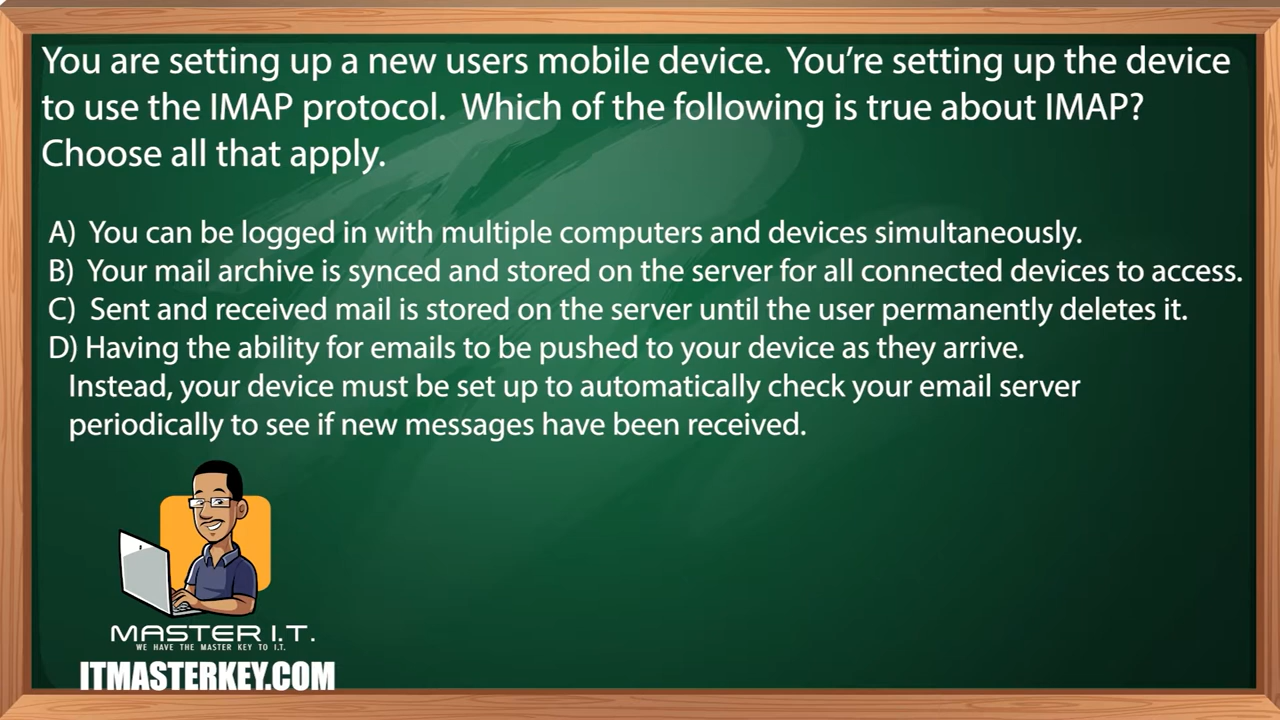 You are setting up a new users mobile device.  You’re setting up the device
to use the IMAP protocol.  Which of the following is true about IMAP?
Choose all that apply.
A)  You can be logged in with multiple computers and devices simultaneously.
B)  Your mail archive is synced and stored on the server for all connected devices to access.
C)  Sent and received mail is stored on the server until the user permanently deletes it.
D) Having the ability for emails to be pushed to your device as they arrive.
Instead, your device must be set up to automatically check your email server
periodically to see if new messages have been received.
MASTER I.T.
WE HAVE THE MASTER KEY TO I.T.
ITMASTERKEY.COM